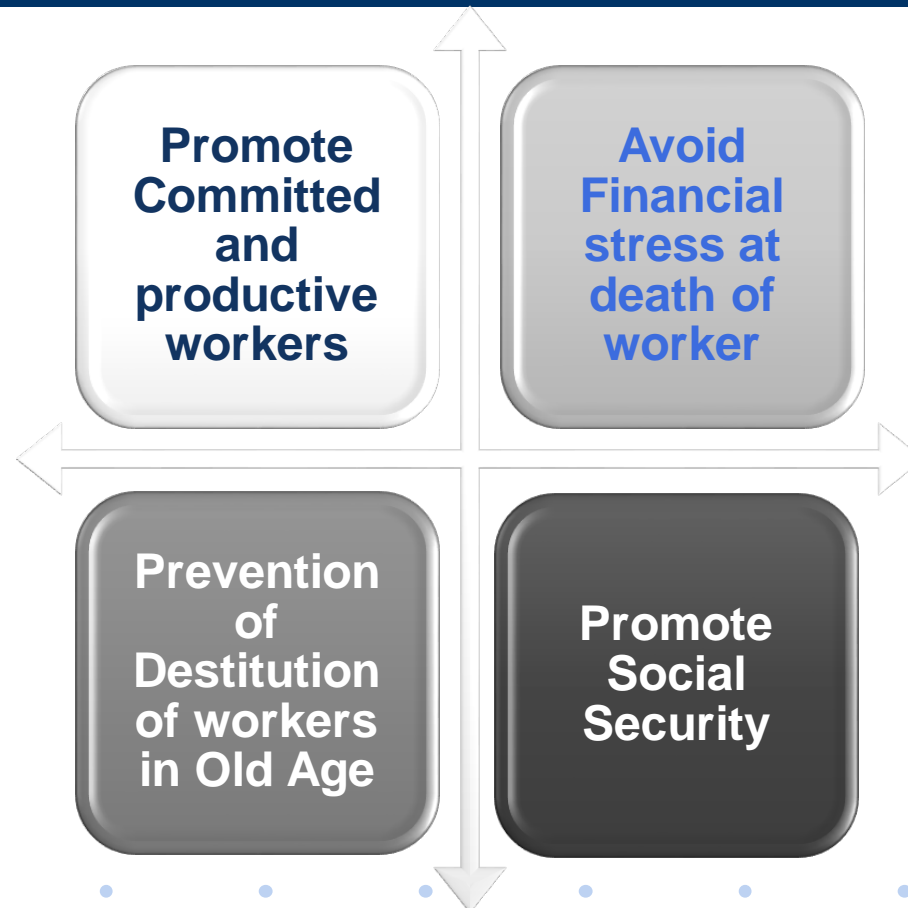 Promote
Committed
and
productive
workers
Avoid
Financial
stress at
death of
worker
Prevention
of
Destitution
of workers
in Old Age
Promote
Social
Security